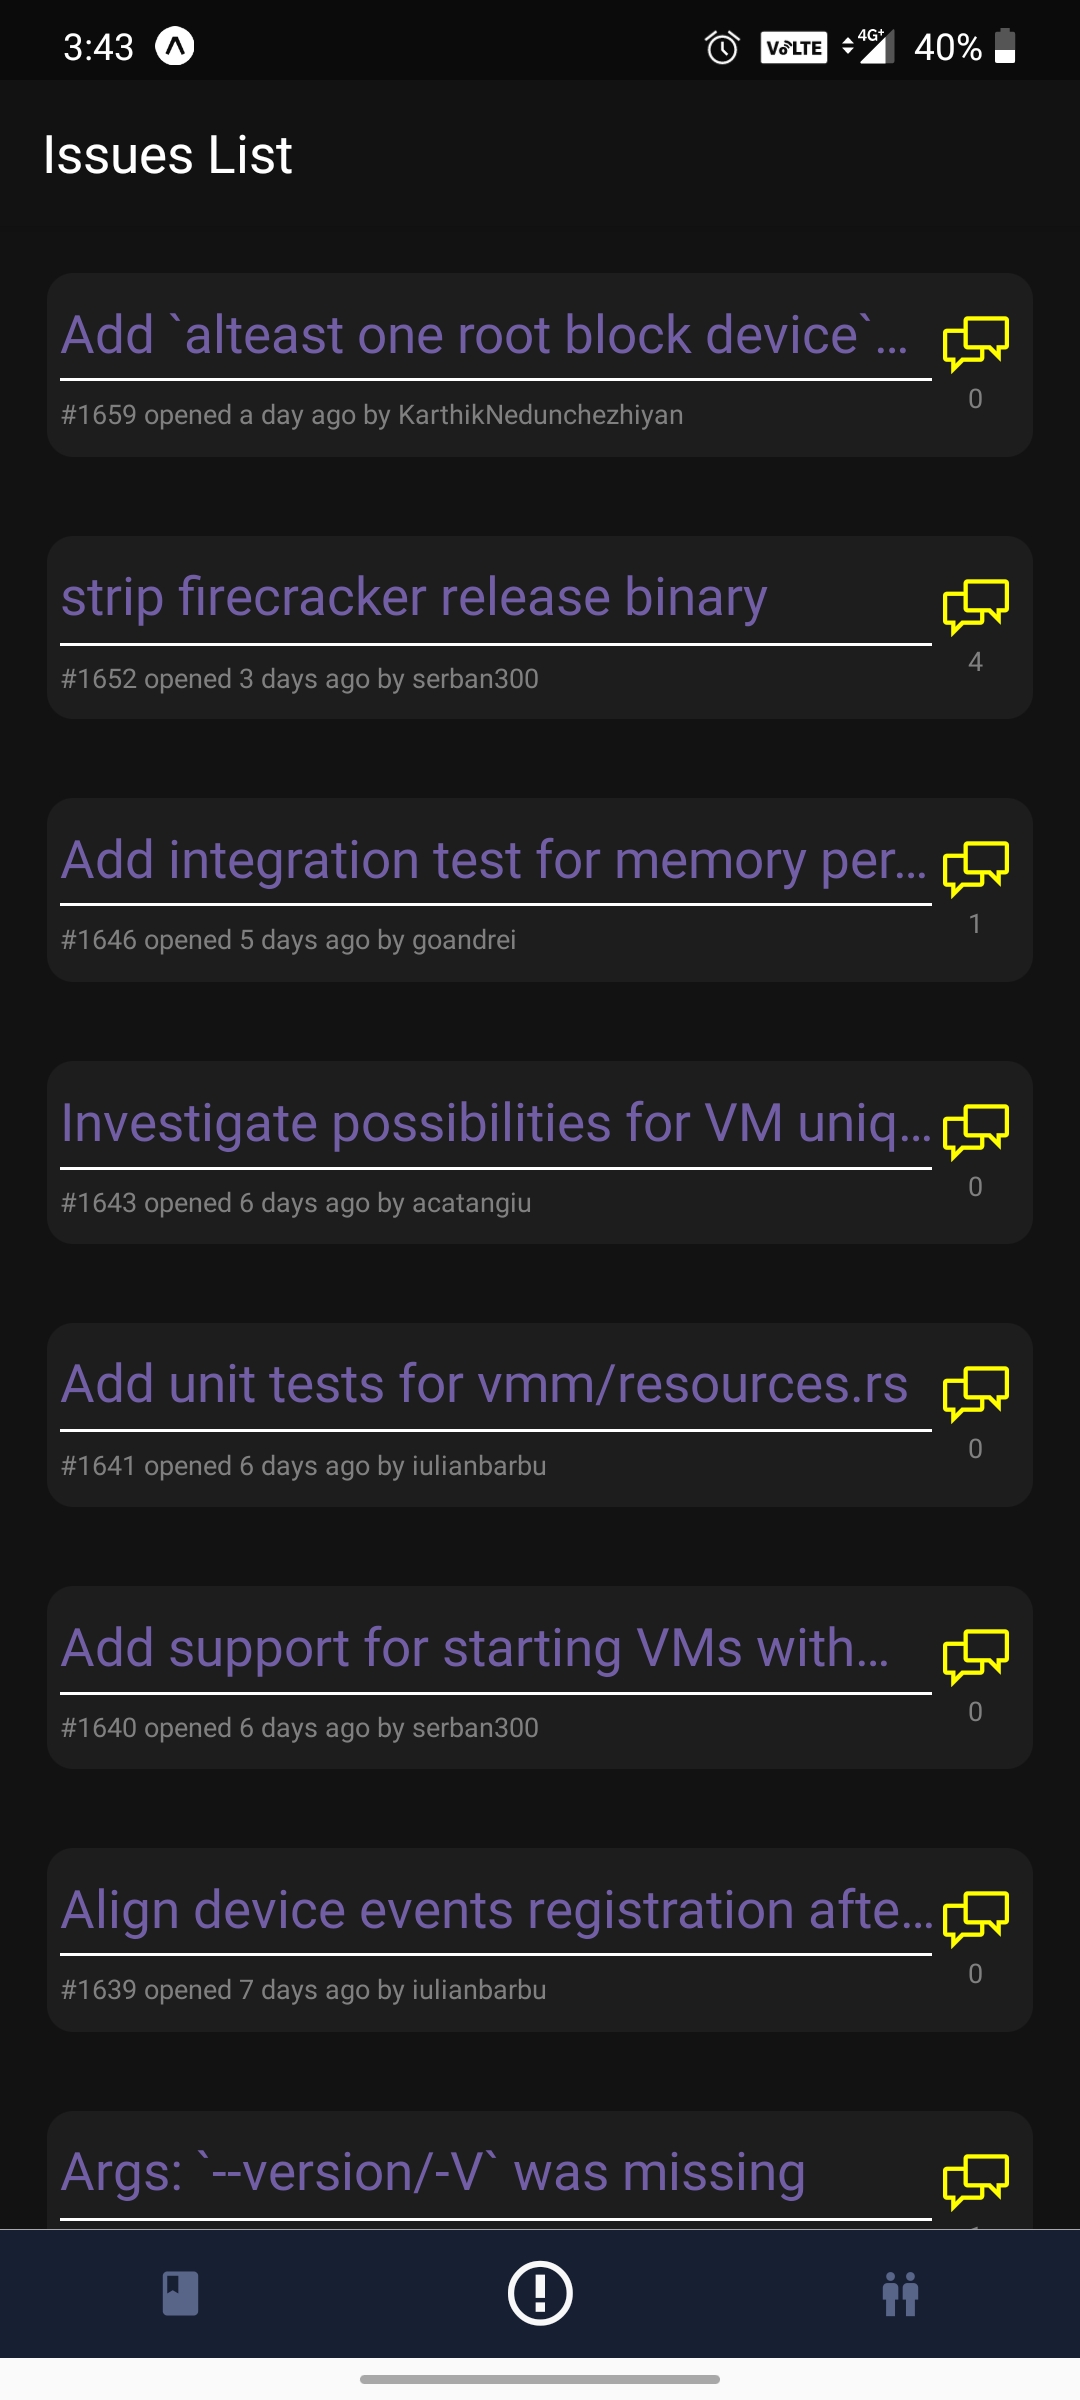 3:43 VoLTE 4G+ 40%
Issues List
Add `alteast one root block device`...
0
#1659 opened a day ago by KarthikNedunchezhiyan
strip firecracker release binary
4
#1652 opened 3 days ago by serban300
Add integration test for memory per...
1
#1646 opened 5 days ago by goandrei
Investigate possibilities for VM uniq...
0
#1643 opened 6 days ago by acatangiu
Add unit tests for vmm/resources.rs
0
#1641 opened 6 days ago by iulianbarbu
Add support for starting VMs with...
0
#1640 opened 6 days ago by serban300
Align device events registration afte...
0
#1639 opened 7 days ago by iulianbarbu
Args: `--version/-V` was missing